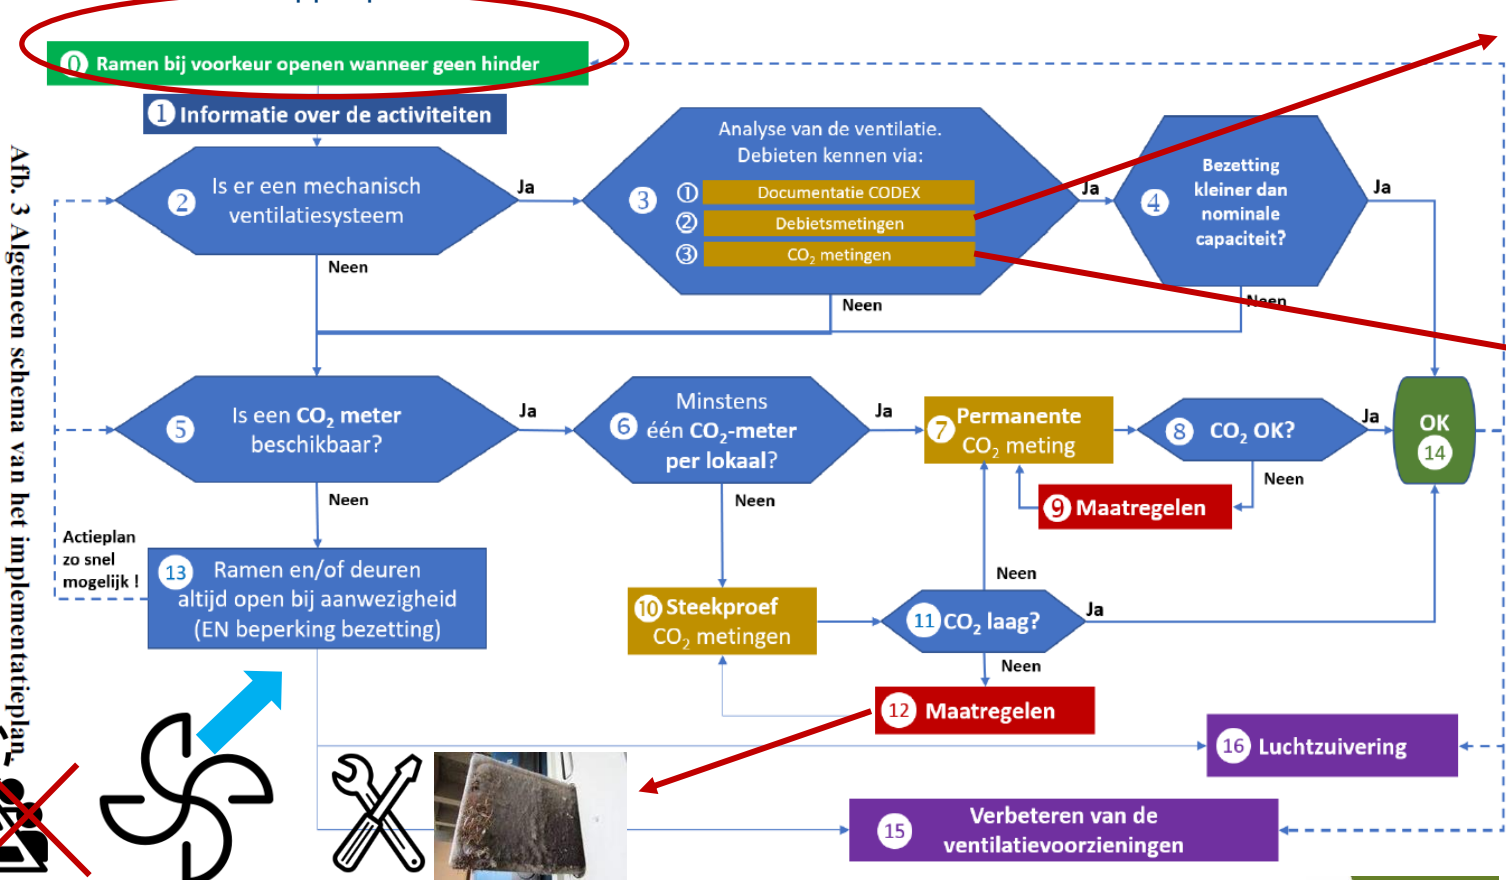 0 Ramen bij voorkeur openen wanneer geen hinder
1 Informatie over de activiteiten
2 Is er een mechanisch
ventilatiesysteem
Ja
Neen
Analyse van de ventilatie.
Debieten kennen via:
3
① Documentatie CODEX
② Debietsmetingen
③ CO₂ metingen
Ja
Neen
4
Bezetting
kleiner dan
nominale
capaciteit?
Ja
Neen
5 Is een CO₂ meter
beschikbaar?
Ja
Neen
6
Minstens
één CO₂-meter
per lokaal?
Ja
Neen
7 Permanente
CO₂ meting
8 CO₂ OK?
Ja
Neen
9 Maatregelen
OK
14
Actieplan
zo snel
mogelijk !
13 Ramen en/of deuren
altijd open bij aanwezigheid
(EN beperking bezetting)
10 Steekproef
CO₂ metingen
Neen
11 CO₂ laag?
Ja
Neen
12 Maatregelen
16 Luchtzuivering
15 Verbeteren van de
ventilatievoorzieningen
Afb. 3 Algemeen schema van het implementatieplan.